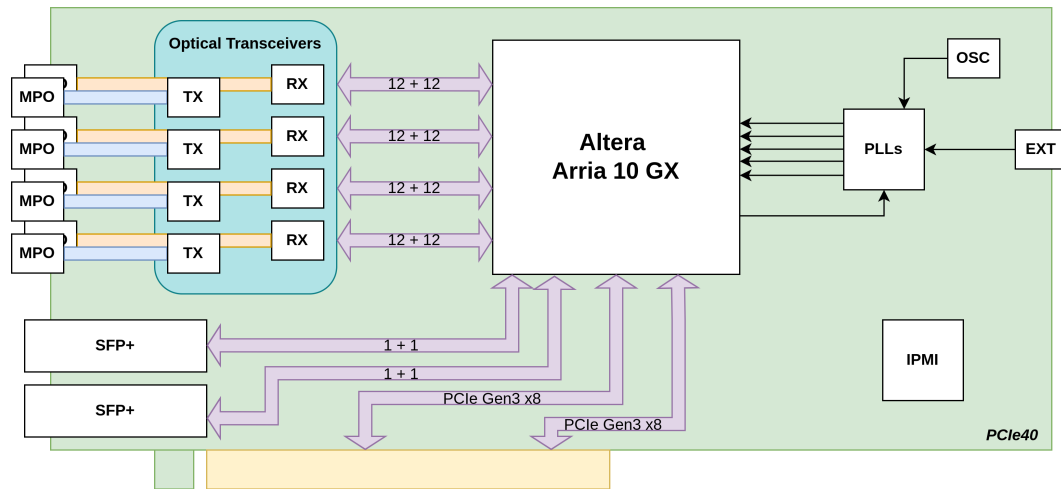 Optical Transceivers
MPO
TX
RX
12 + 12
MPO
TX
RX
12 + 12
MPO
TX
RX
12 + 12
MPO
TX
RX
12 + 12
Altera
Arria 10 GX
OSC
PLLs
EXT
SFP+
1 + 1
SFP+
1 + 1
PCIe Gen3 x8
PCIe Gen3 x8
IPMI
PCIe40